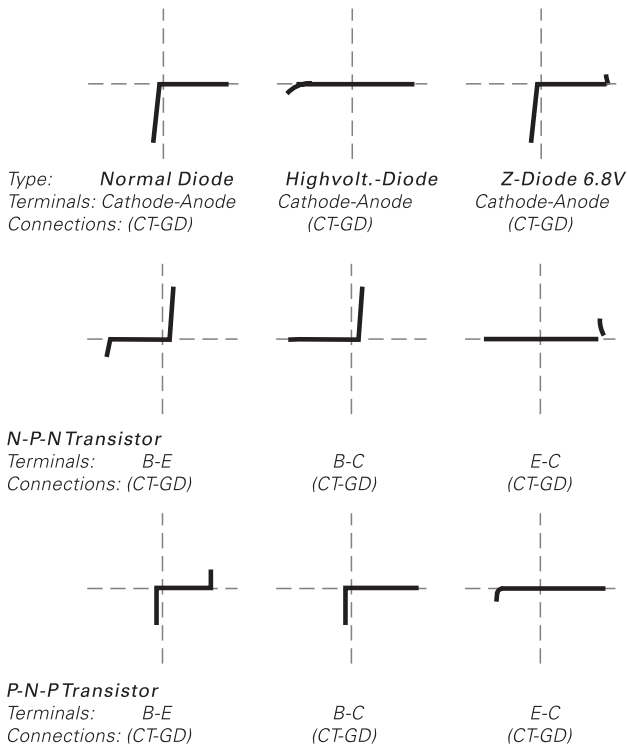 Type: Normal Diode Highvolt.-Diode Z-Diode 6.8V
Terminals: Cathode-Anode Cathode-Anode Cathode-Anode
Connections: (CT-GD) (CT-GD) (CT-GD)
N-P-N Transistor
Terminals: B-E B-C E-C
Connections: (CT-GD) (CT-GD) (CT-GD)
P-N-P Transistor
Terminals: B-E B-C E-C
Connections: (CT-GD) (CT-GD) (CT-GD)